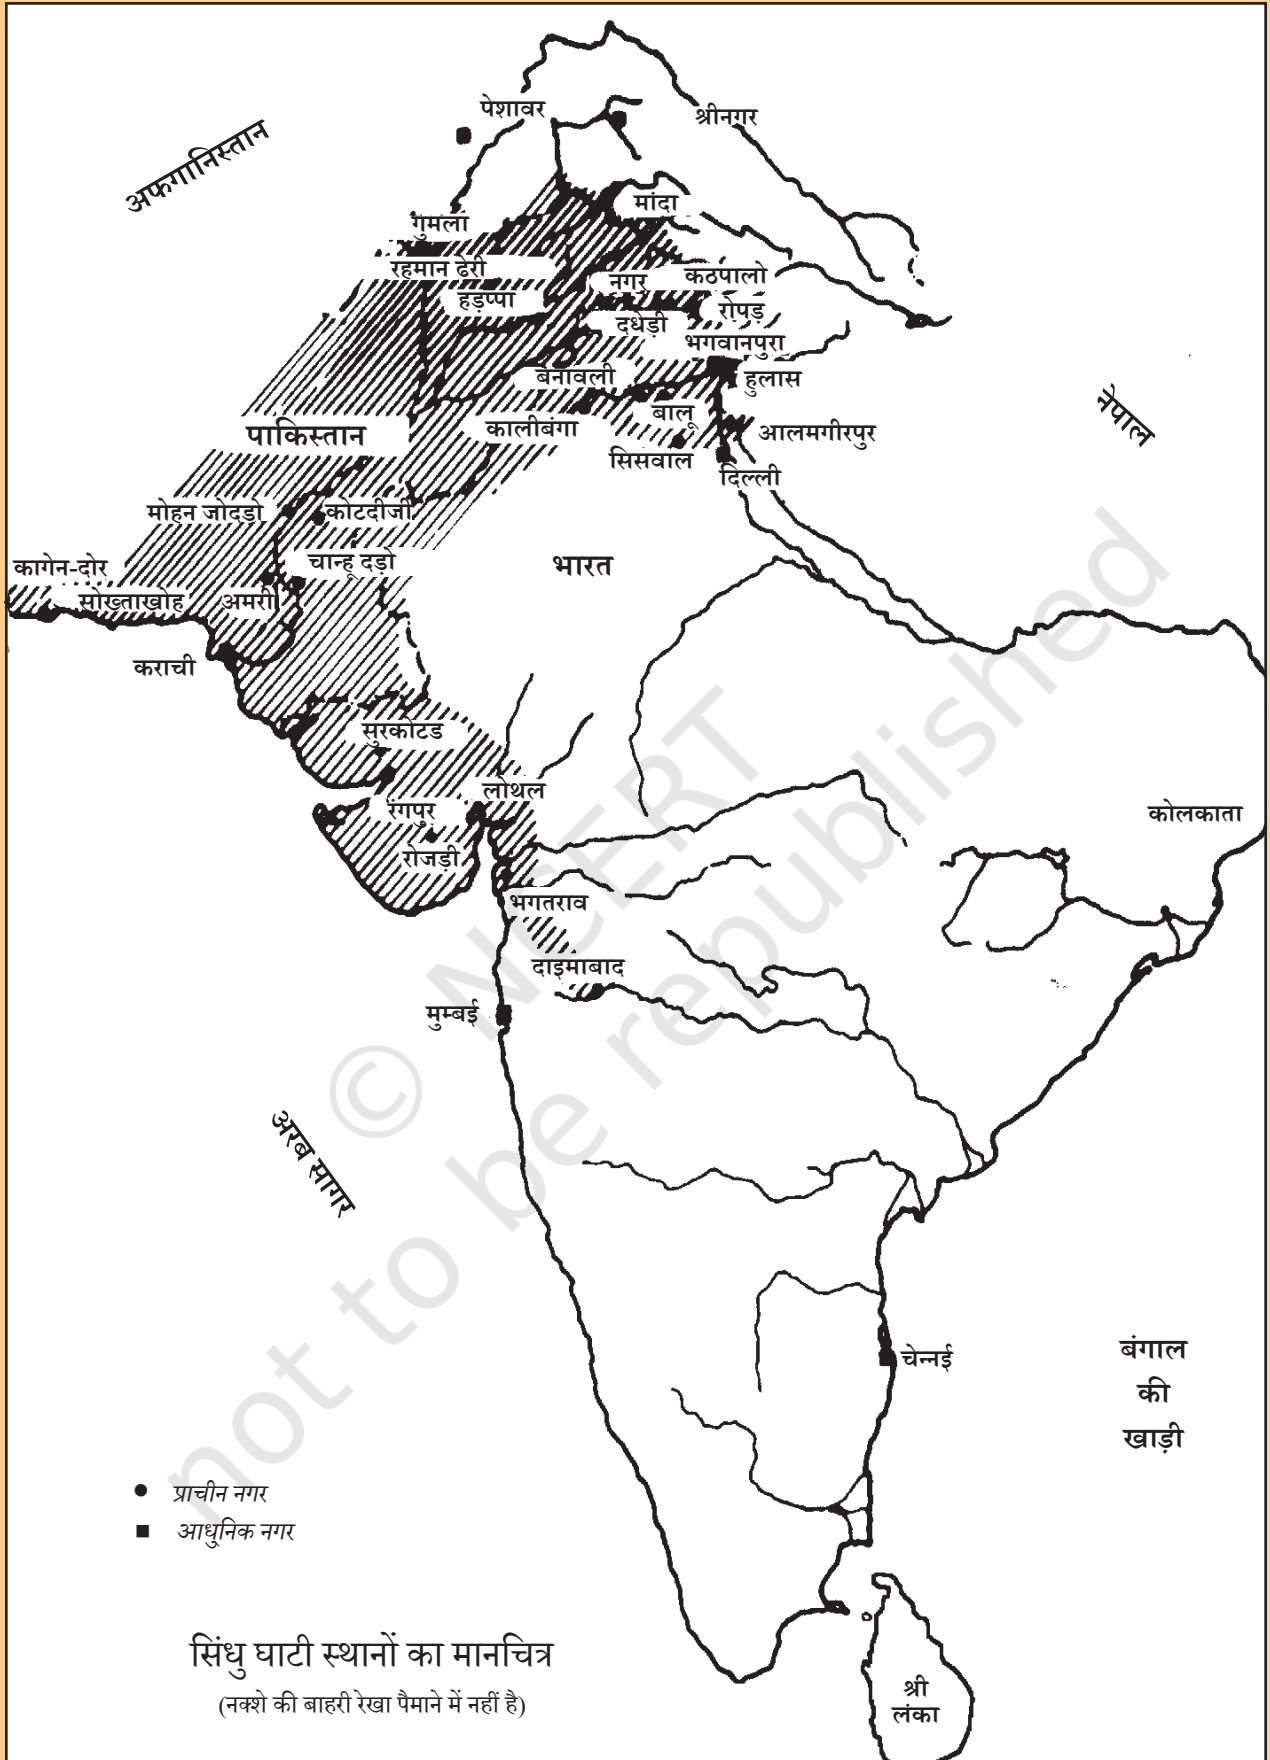 पेशावर
श्रीनगर
अफगानिस्तान
मांदा
गुमला
रहमान ढेरी
नगर
कठपालो
हड़प्पा
रोपड़
दधेड़ी
भगवानपुरा
बनावली
हुलास
बालू
नेपाल
पाकिस्तान
कालीबंगा
आलमगीरपुर
सिसवाल
दिल्ली
मोहन जोदड़ो
कोटदीजी
कागेन-दोर
चान्हू दड़ो
भारत
सोख्ताखोह
अमरी
कराची
सुरकोटड
लोथल
रंगपुर
कोलकाता
रोजड़ी
भगतराव
दाइमाबाद
मुम्बई
अरब सागर
चेन्नई
बंगाल
की
खाड़ी
प्राचीन नगर
आधुनिक नगर
सिंधु घाटी स्थानों का मानचित्र
(नक्शे की बाहरी रेखा पैमाने में नहीं है)
श्री
लंका
© NCERT
not to be republished